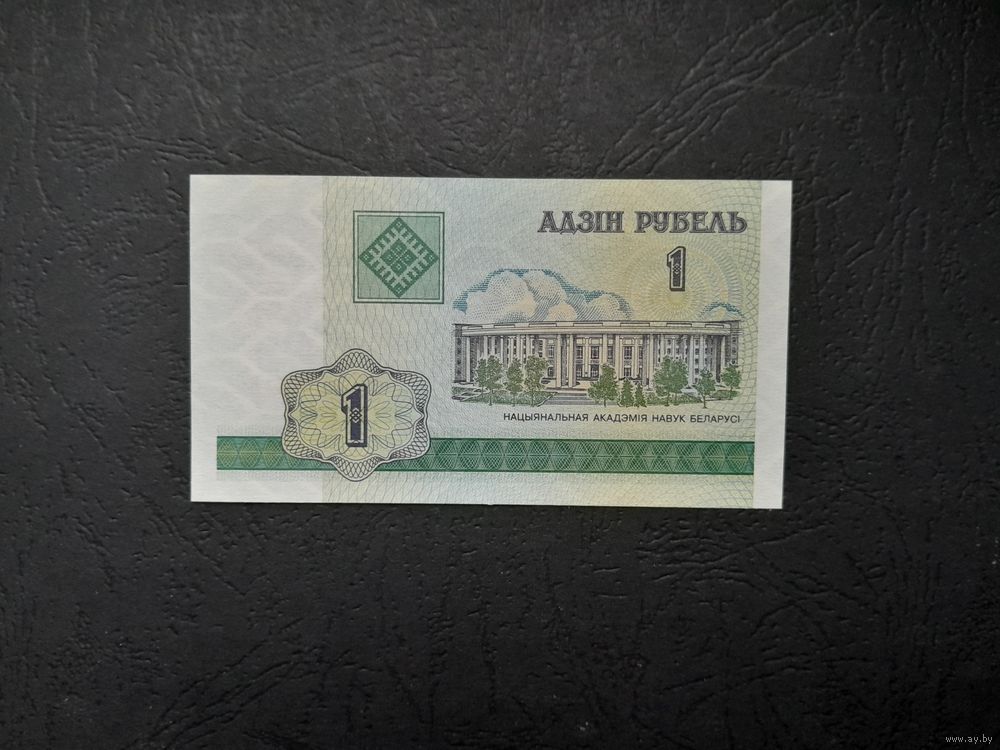 АДЗІН РУБЕЛЬ
1
1
НАЦЫЯНАЛЬНАЯ АКАДЭМІЯ НАВУК БЕЛАРУСІ
www.ay.by